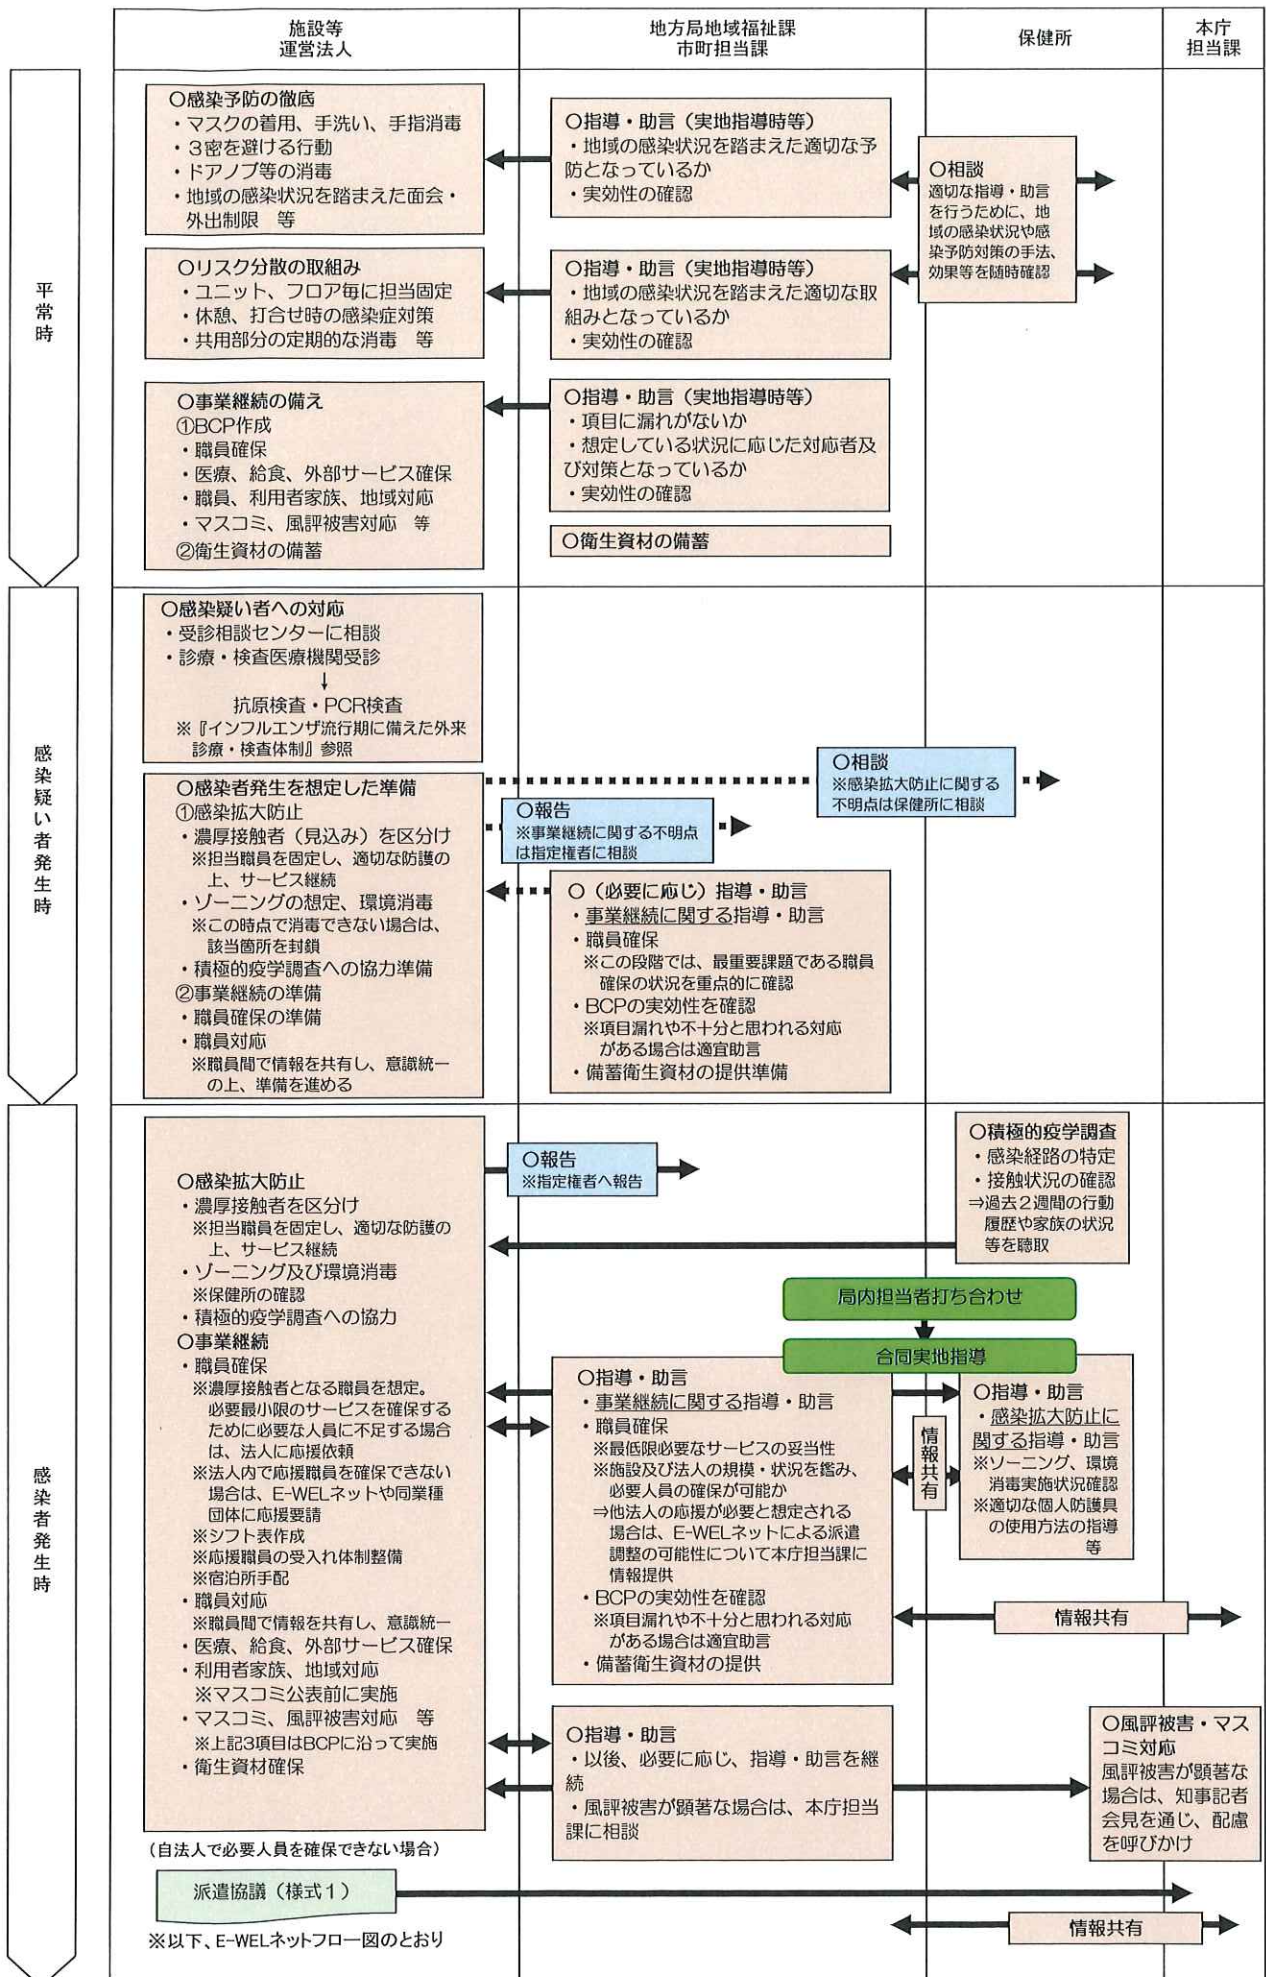 施設等
運営法人
地方局地域福祉課
市町担当課
保健所
本庁
担当課
平常時
○感染予防の徹底
・マスクの着用、手洗い、手指消毒
・3密を避ける行動
・ドアノブ等の消毒
・地域の感染状況を踏まえた面会・
外出制限 等
○指導・助言（実地指導時等）
・地域の感染状況を踏まえた適切な予
防となっているか
・実効性の確認
○相談
適切な指導・助言
を行うために、地
域の感染状況や感
染予防対策の手法、
効果等を随時確認
○リスク分散の取組み
・ユニット、フロア毎に担当固定
・休憩、打合せ時の感染症対策
・共用部分の定期的な消毒 等
○指導・助言（実地指導時等）
・地域の感染状況を踏まえた適切な取
組みとなっているか
・実効性の確認
○事業継続の備え
①BCP作成
・職員確保
・医療、給食、外部サービス確保
・職員、利用者家族、地域対応
・マスコミ、風評被害対応 等
②衛生資材の備蓄
○指導・助言（実地指導時等）
・項目に漏れがないか
・想定している状況に応じた対応者及
び対策となっているか
・実効性の確認
○衛生資材の備蓄
感染疑い者発生時
○感染疑い者への対応
・受診相談センターに相談
・診療・検査医療機関受診
↓
抗原検査・PCR検査
※『インフルエンザ流行期に備えた外来
診療・検査体制』参照
○感染者発生を想定した準備
①感染拡大防止
・濃厚接触者（見込み）を区分け
※担当職員を固定し、適切な防護の
上、サービス継続
・ゾーニングの想定、環境消毒
※この時点で消毒できない場合は、
該当箇所を封鎖
・積極的疫学調査への協力準備
②事業継続の準備
・職員確保の準備
・職員対応
※職員間で情報を共有し、意識統一
の上、準備を進める
○相談
※感染拡大防止に関する
不明点は保健所に相談
○報告
※事業継続に関する不明点
は指定権者に相談
○（必要に応じ）指導・助言
・事業継続に関する指導・助言
・職員確保
※この段階では、最重要課題である職員
確保の状況を重点的に確認
・BCPの実効性を確認
※項目漏れや不十分と思われる対応
がある場合は適宜助言
・備蓄衛生資材の提供準備
感染者発生時
○感染拡大防止
・濃厚接触者を区分け
※担当職員を固定し、適切な防護の
上、サービス継続
・ゾーニング及び環境消毒
※保健所の確認
・積極的疫学調査への協力
○事業継続
・職員確保
※濃厚接触者となる職員を想定。
必要最小限のサービスを確保する
ために必要な人員に不足する場合
は、法人に応援依頼
※法人内で応援職員を確保できない
場合は、E-WELネットや同業種
団体に応援要請
※シフト表作成
※応援職員の受入れ体制整備
※宿泊所手配
・職員対応
※職員間で情報を共有し、意識統一
・医療、給食、外部サービス確保
・利用者家族、地域対応
※マスコミ公表前に実施
・マスコミ、風評被害対応 等
※上記3項目はBCPに沿って実施
・衛生資材確保
○報告
※指定権者へ報告
○積極的疫学調査
・感染経路の特定
・接触状況の確認
⇒過去2週間の行動
履歴や家族の状況
等を聴取
局内担当者打ち合わせ
合同実地指導
○指導・助言
・事業継続に関する指導・助言
・職員確保
※最低限必要なサービスの妥当性
※施設及び法人の規模・状況を鑑み、
必要人員の確保が可能か
⇒他法人の応援が必要と想定される
場合は、E-WELネットによる派遣
調整の可能性について本庁担当課に
情報提供
・BCPの実効性を確認
※項目漏れや不十分と思われる対応
がある場合は適宜助言
・備蓄衛生資材の提供
情報共有
○指導・助言
・感染拡大防止に
関する指導・助言
※ゾーニング、環境
消毒実施状況確認
※適切な個人防護具
の使用方法の指導
等
情報共有
○指導・助言
・以後、必要に応じ、指導・助言を継
続
・風評被害が顕著な場合は、本庁担当
課に相談
○風評被害・マス
コミ対応
風評被害が顕著な
場合は、知事記者
会見を通じ、配慮
を呼びかけ
（自法人で必要人員を確保できない場合）
派遣協議（様式1）
情報共有
※以下、E-WELネットフロー図のとおり